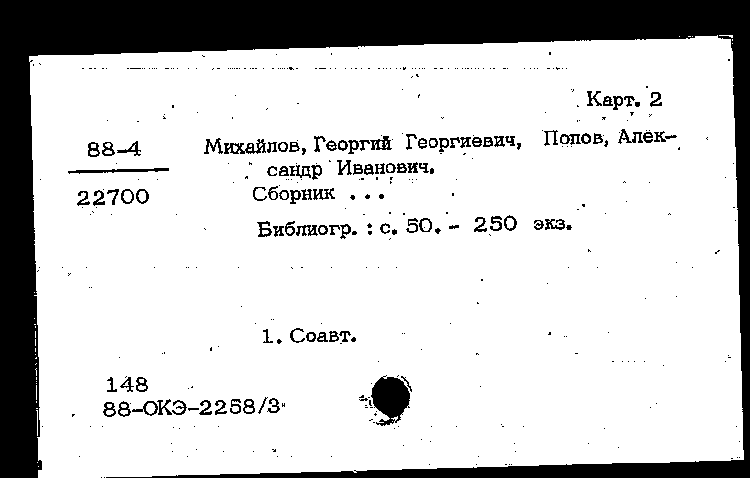 Карт. 2
88-4 Михайлов, Георгий Георгиевич, Попов, Алек-
сандр Иванович.
22700 Сборник ...
Библиогр. : с. 50. - 250 экз.
1. Соавт.
148
88-ОКЭ-2258/3